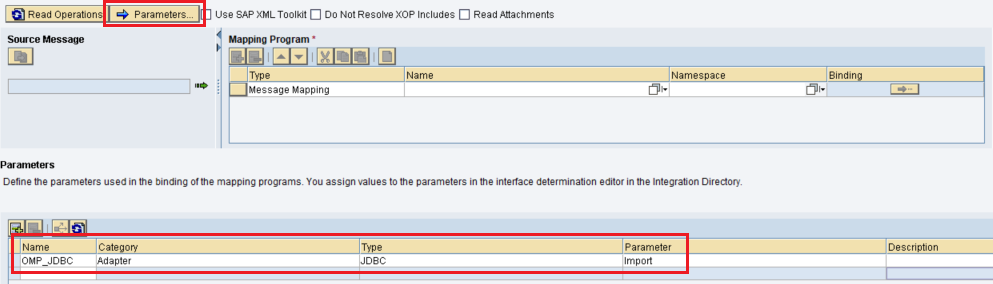 Read Operations Parameters... Use SAP XML Toolkit Do Not Resolve XOP Includes Read Attachments
Source Message
Mapping Program *
Type Name Namespace Binding
Message Mapping
Parameters
Define the parameters used in the binding of the mapping programs. You assign values to the parameters in the interface determination editor in the Integration Directory.
Name Category Type Parameter Description
OMP_JDBC Adapter JDBC Import